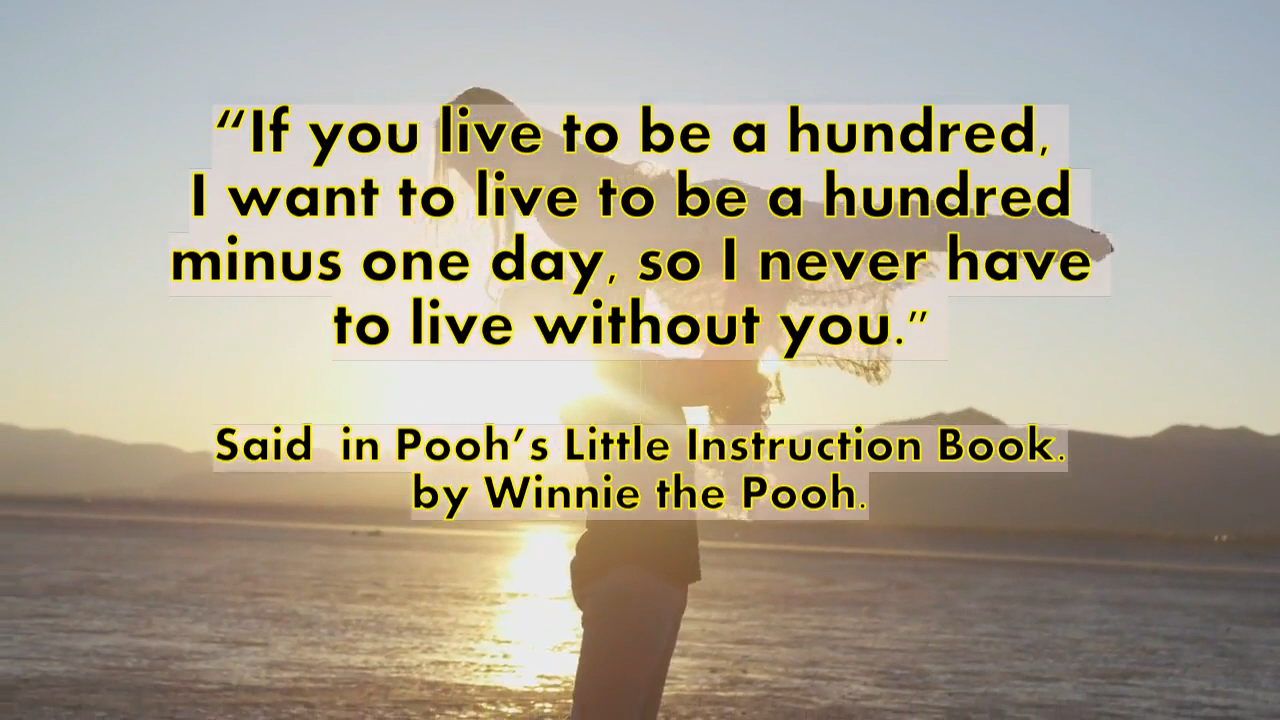 “If you live to be a hundred,
I want to live to be a hundred
minus one day, so I never have
to live without you.”
Said  in Pooh’s Little Instruction Book.
by Winnie the Pooh.